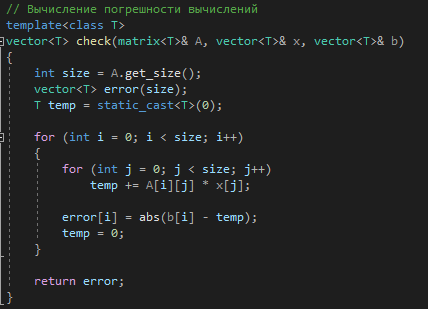 // Вычисление погрешности вычислений
template<class T>
vector<T> check(matrix<T>& A, vector<T>& x, vector<T>& b)
{
    int size = A.get_size();
    vector<T> error(size);
    T temp = static_cast<T>(0);

    for (int i = 0; i < size; i++)
    {
        for (int j = 0; j < size; j++)
            temp += A[i][j] * x[j];

        error[i] = abs(b[i] - temp);
        temp = 0;
    }

    return error;
}